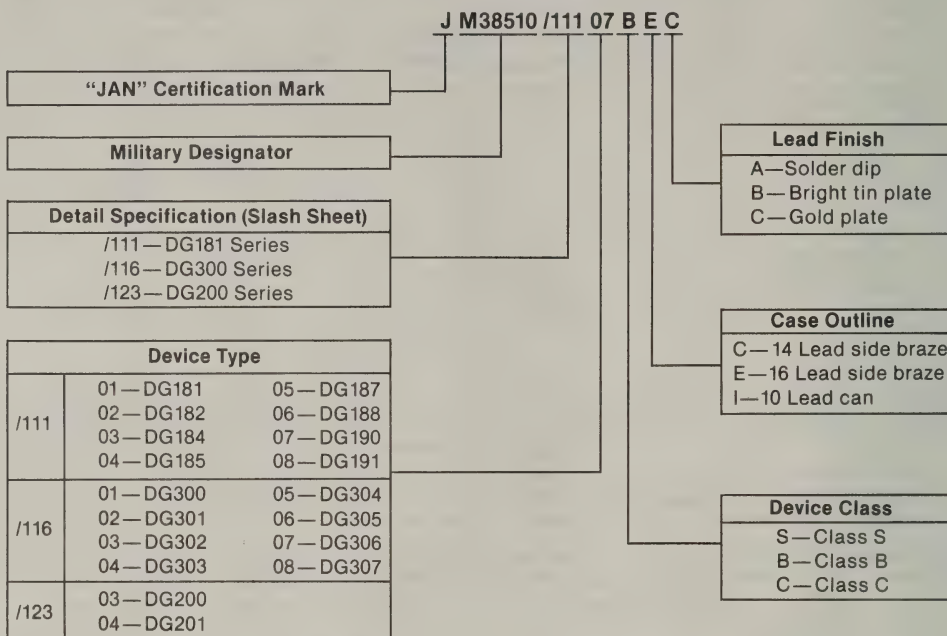 J M38510 /111 07 B E C
"JAN" Certification Mark
Military Designator
Detail Specification (Slash Sheet)
/111—DG181 Series
/116—DG300 Series
/123—DG200 Series
Device Type
/111
01—DG181 05—DG187
02—DG182 06—DG188
03—DG184 07—DG190
04—DG185 08—DG191
/116
01—DG300 05—DG304
02—DG301 06—DG305
03—DG302 07—DG306
04—DG303 08—DG307
/123
03—DG200
04—DG201
Lead Finish
A—Solder dip
B—Bright tin plate
C—Gold plate
Case Outline
C—14 Lead side braze
E—16 Lead side braze
I—10 Lead can
Device Class
S—Class S
B—Class B
C—Class C